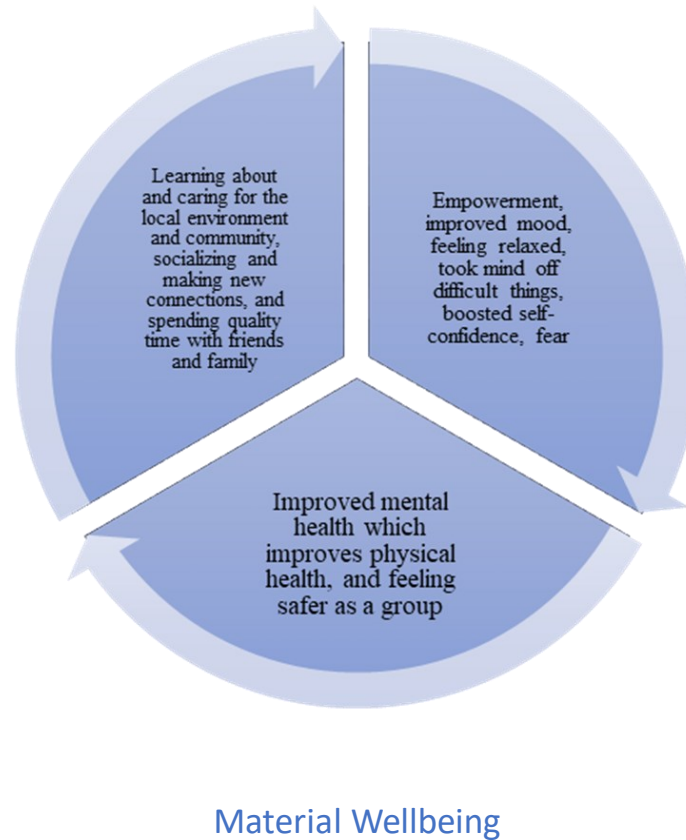 Learning about
and caring for the
local environment
and community,
socializing and
making new
connections, and
spending quality
time with friends
and family
Empowerment,
improved mood,
feeling relaxed,
took mind off
difficult things,
boosted self-
confidence, fear
Improved mental
health which
improves physical
health, and feeling
safer as a group
Material Wellbeing